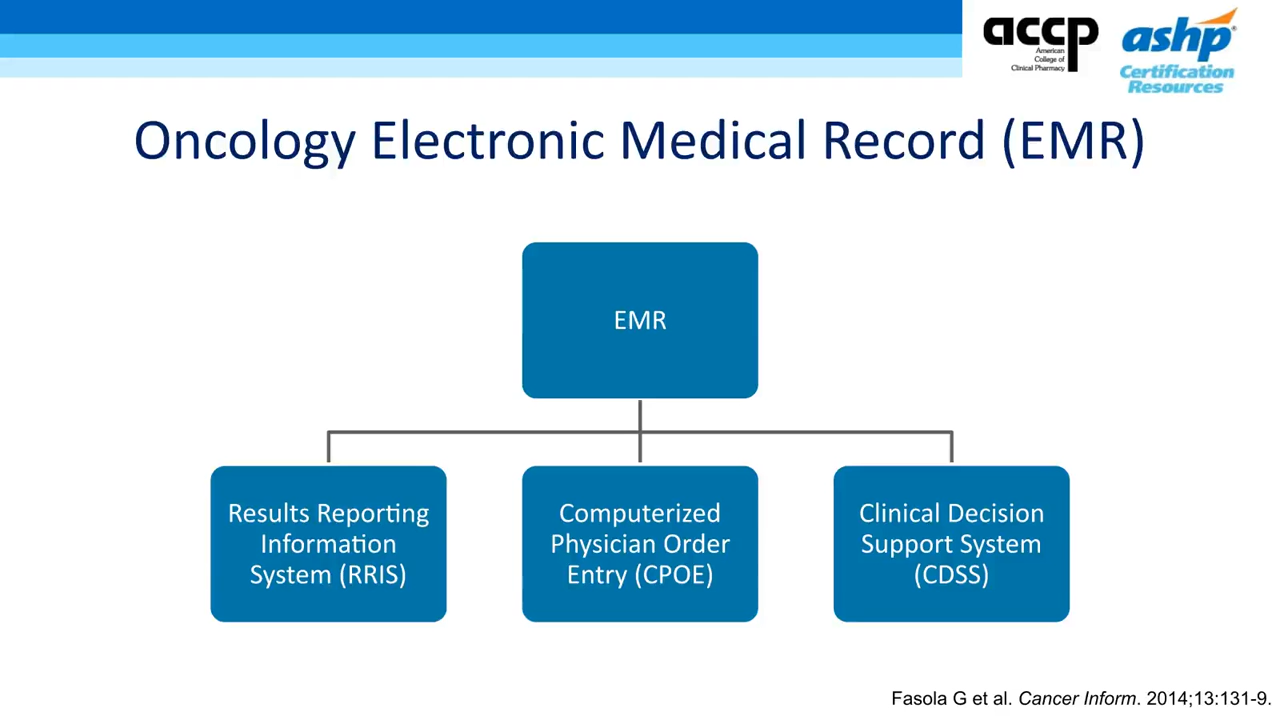 accp
American
College of
Clinical Pharmacy
ashp®
Certification
Resources
Oncology Electronic Medical Record (EMR)
EMR
Results Reporting
Information
System (RRIS)
Computerized
Physician Order
Entry (CPOE)
Clinical Decision
Support System
(CDSS)
Fasola G et al. Cancer Inform. 2014;13:131-9.